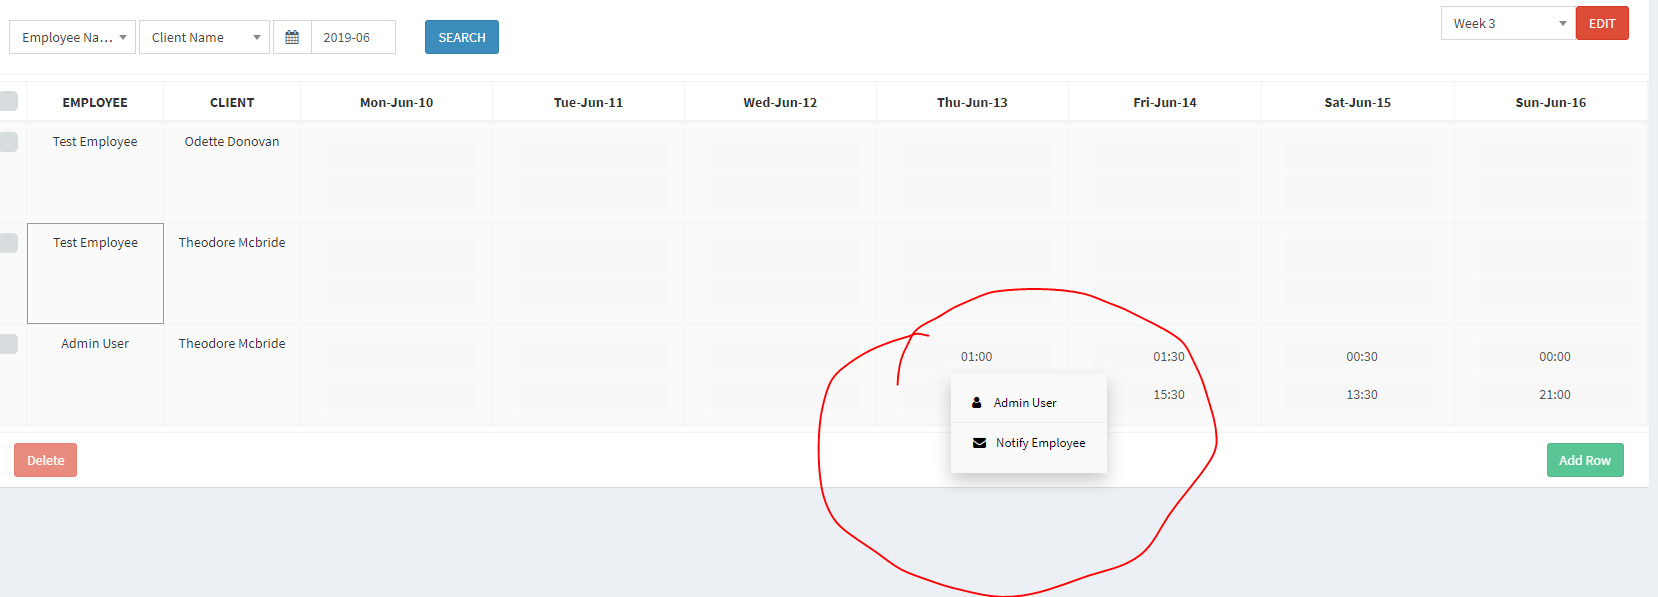 Employee Na... Client Name 2019-06 SEARCH Week 3 EDIT
EMPLOYEE CLIENT Mon-Jun-10 Tue-Jun-11 Wed-Jun-12 Thu-Jun-13 Fri-Jun-14 Sat-Jun-15 Sun-Jun-16
Test Employee Odette Donovan
Test Employee Theodore Mcbride
Admin User Theodore Mcbride
01:00 01:30 00:30 00:00
15:30 13:30 21:00
Admin User
Notify Employee
Delete Add Row